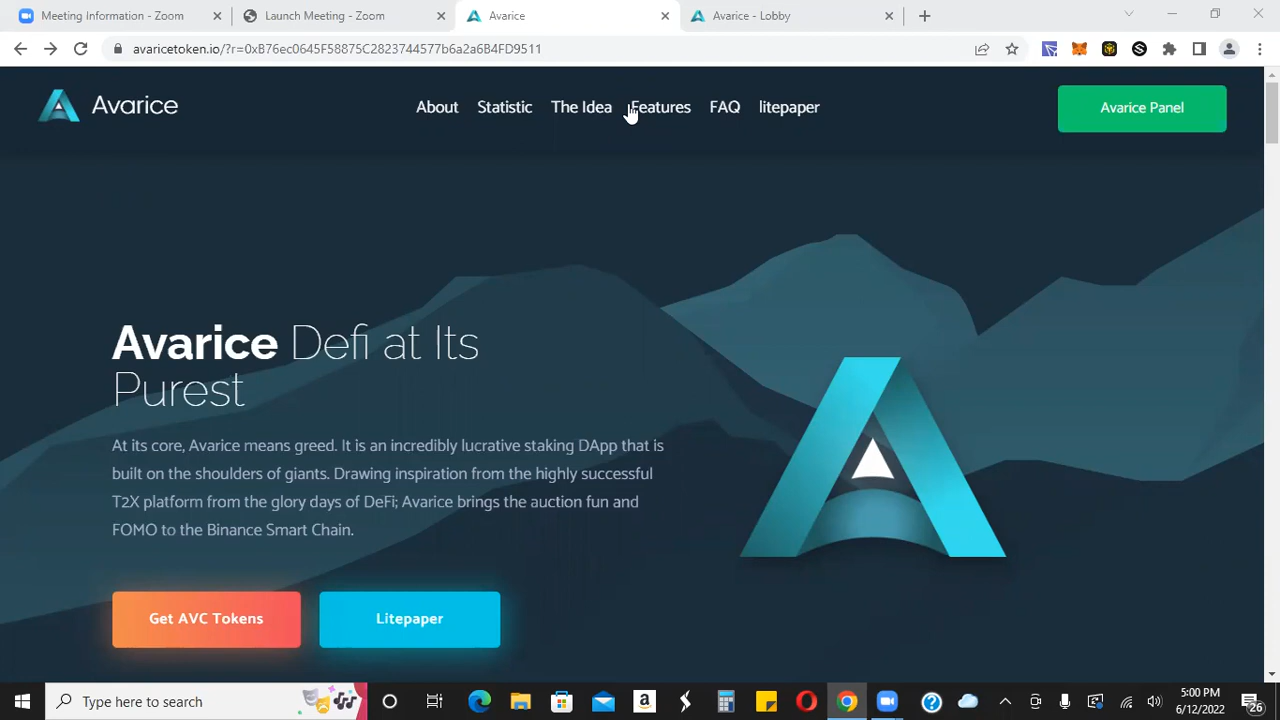 Meeting Information - Zoom
Launch Meeting - Zoom
Avarice
Avarice - Lobby
avaricetoken.io/?r=0xB76ec0645F58875C2823744577b6a2a6B4FD9511
Avarice
About
Statistic
The Idea
Features
FAQ
litepaper
Avarice Panel
Avarice Defi at Its
Purest
At its core, Avarice means greed. It is an incredibly lucrative staking DApp that is
built on the shoulders of giants. Drawing inspiration from the highly successful
T2X platform from the glory days of DeFi; Avarice brings the auction fun and
FOMO to the Binance Smart Chain.
Get AVC Tokens
Litepaper
Type here to search
5:00 PM
6/12/2022
26